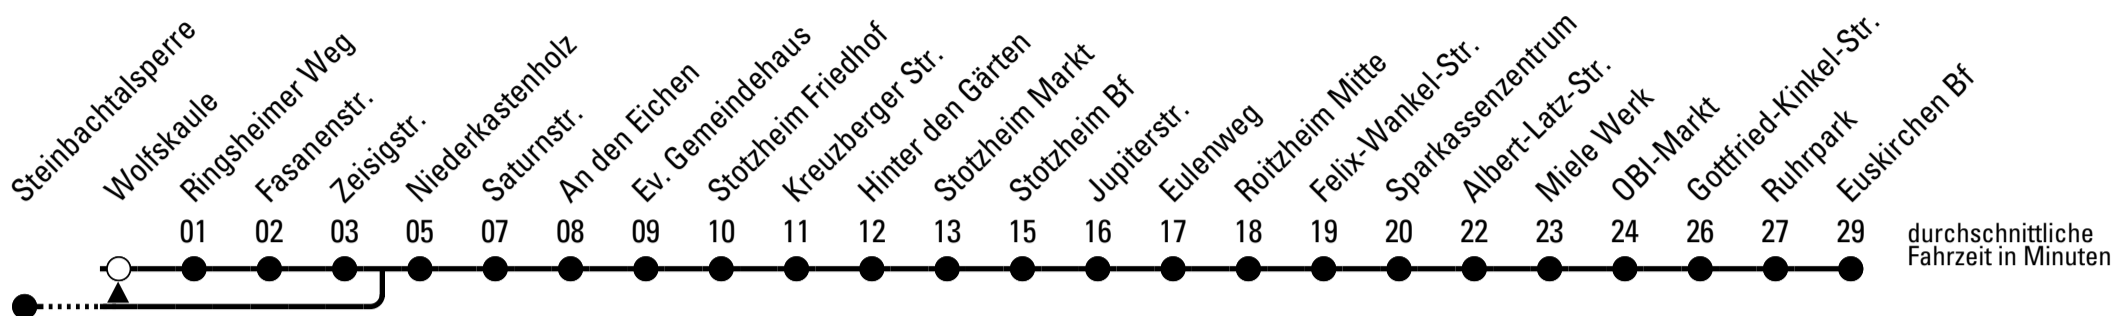 Steinbachtalsperre
Wolfskaule
Ringsheimer Weg
Fasanenstr.
Zeisigstr.
Niederkastenholz
Saturnstr.
An den Eichen
Ev. Gemeindehaus
Stotzheim Friedhof
Kreuzberger Str.
Hinter den Gärten
Stotzheim Markt
Stotzheim Bf
Jupiterstr.
Eulenweg
Roitzheim Mitte
Felix-Wankel-Str.
Sparkassenzentrum
Albert-Latz-Str.
Miele Werk
OBI-Markt
Gottfried-Kinkel-Str.
Ruhrpark
Euskirchen Bf
01 02 03 05 07 08 09 10 11 12 13 15 16 17 18 19 20 22 23 24 26 27 29
durchschnittliche
Fahrzeit in Minuten